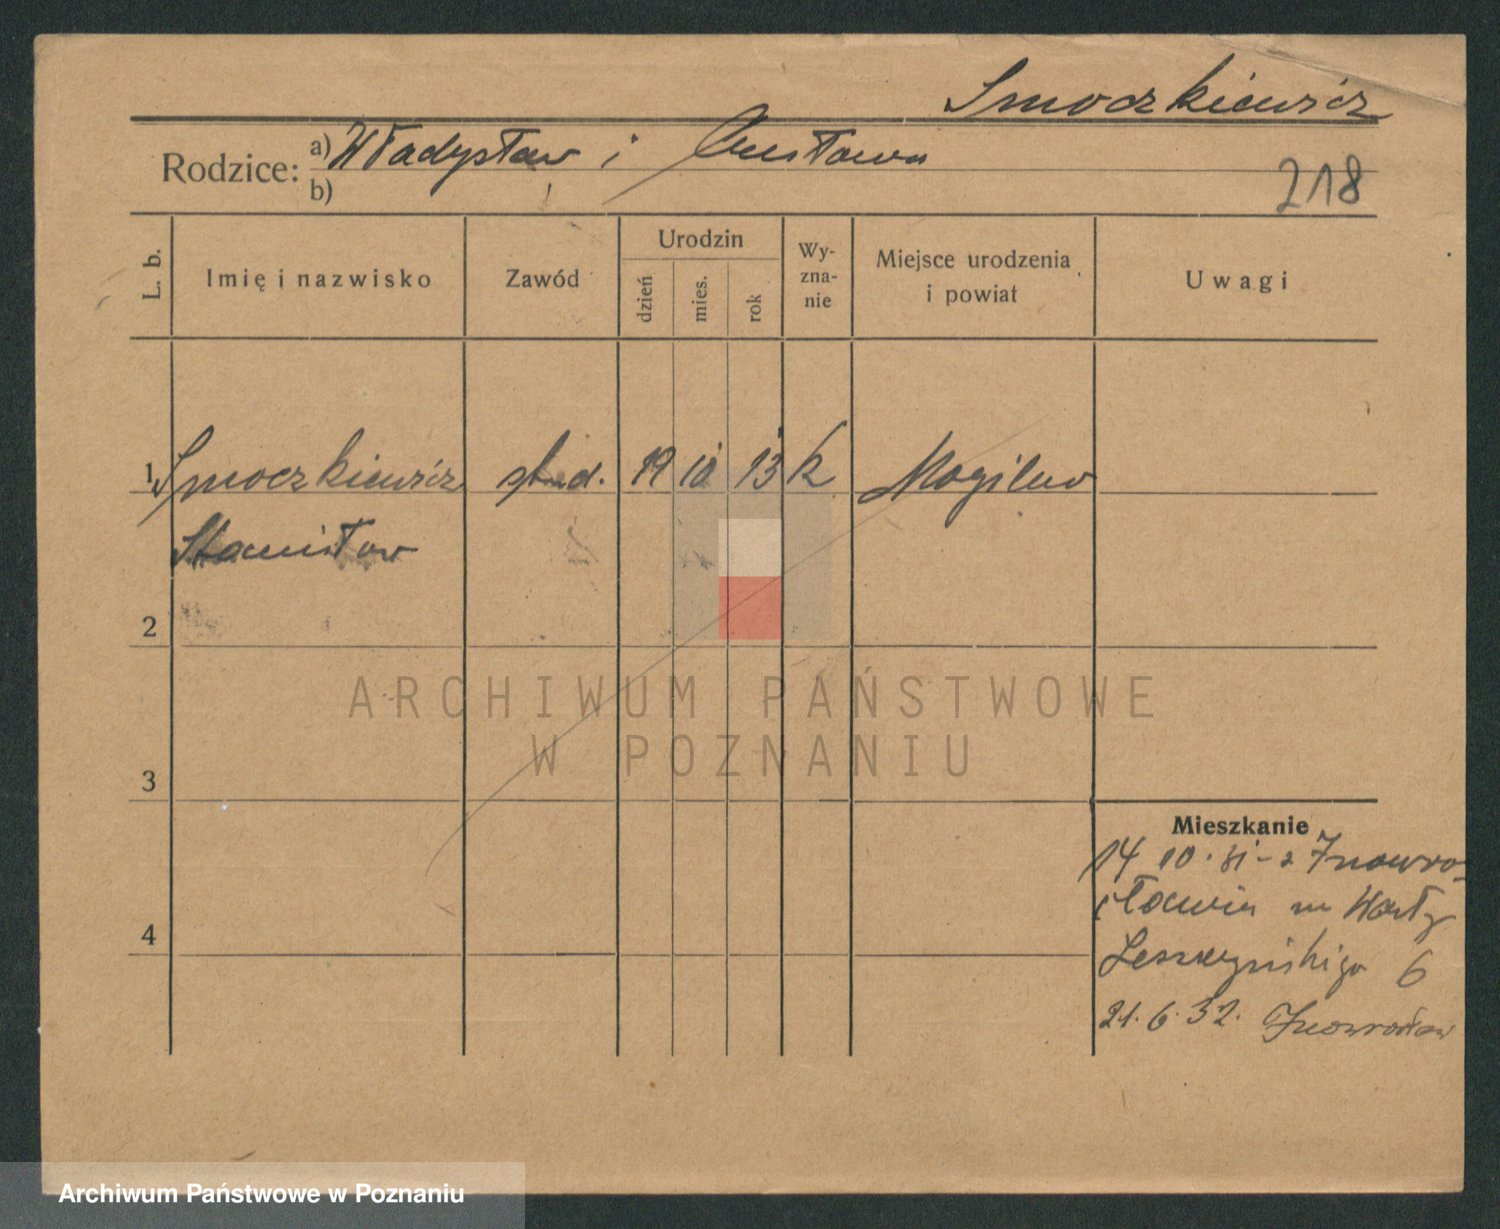 Smoczkiewicz
Rodzice: a) Władysław i Gustawa
b)
218
L. b.
Imię i nazwisko
Zawód
Urodzin
dzień
mies.
rok
Wy-
zna-
nie
Miejsce urodzenia
i powiat
Uwagi
1 Smoczkiewicz stud. 19 10 13 k Mogilno
Stanisław
2
3
4
Mieszkanie
14 10. 31 - z Inowro-
cławia
Leszczyńskiego 6
21. 6. 32. Inowrocław
ARCHIWUM PAŃSTWOWE
W POZNANIU
Archiwum Państwowe w Poznaniu